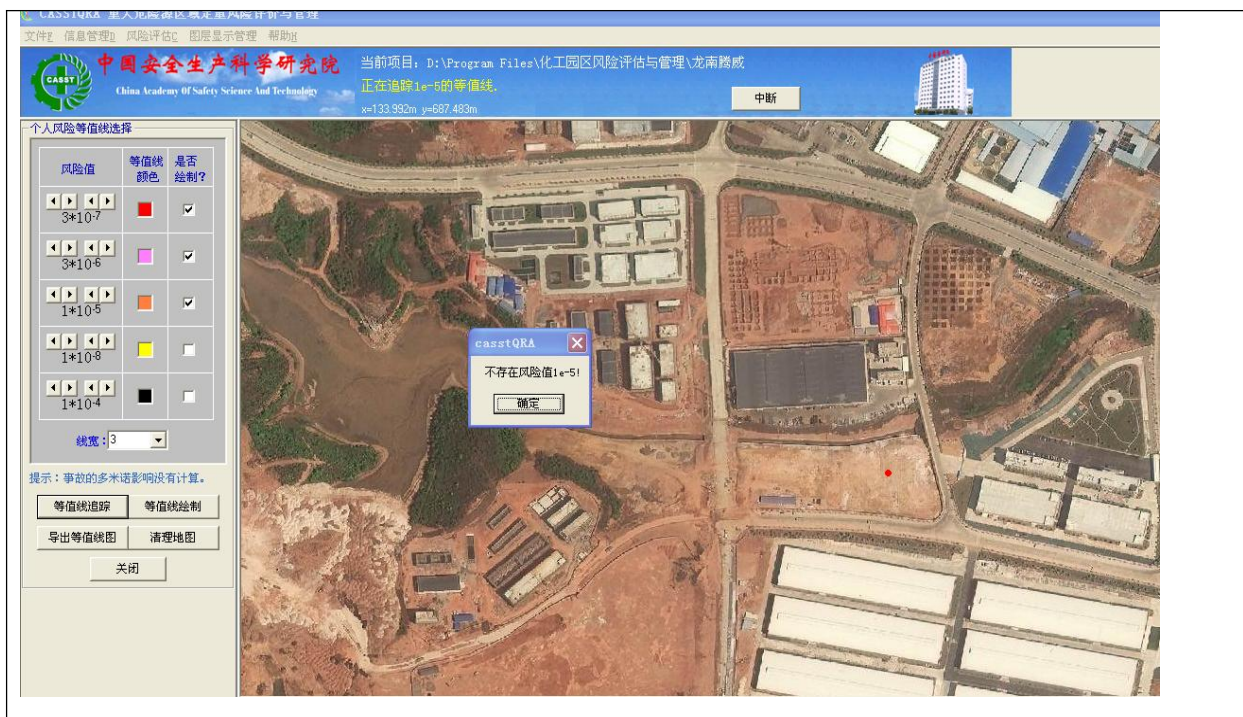 CASSTQRA 重大危险源区域定量风险评价与管理
文件F 信息管理D 风险评估C 图层显示管理 帮助H
CASST
中国安全生产科学研究院
China Academy Of Safety Science And Technology
当前项目: D:\Program Files\化工园区风险评估与管理\龙南腾威
正在追踪1e-5的等值线.
x=133.992m y=687.483m
中断
个人风险等值线选择
风险值 等值线颜色 是否绘制?
3*10-7
3*10-6
1*10-5
1*10-8
1*10-4
线宽:3
提示:事故的多米诺影响没有计算。
等值线追踪 等值线绘制
导出等值线图 清理地图
关闭
casstQRA
不存在风险值1e-5!
确定